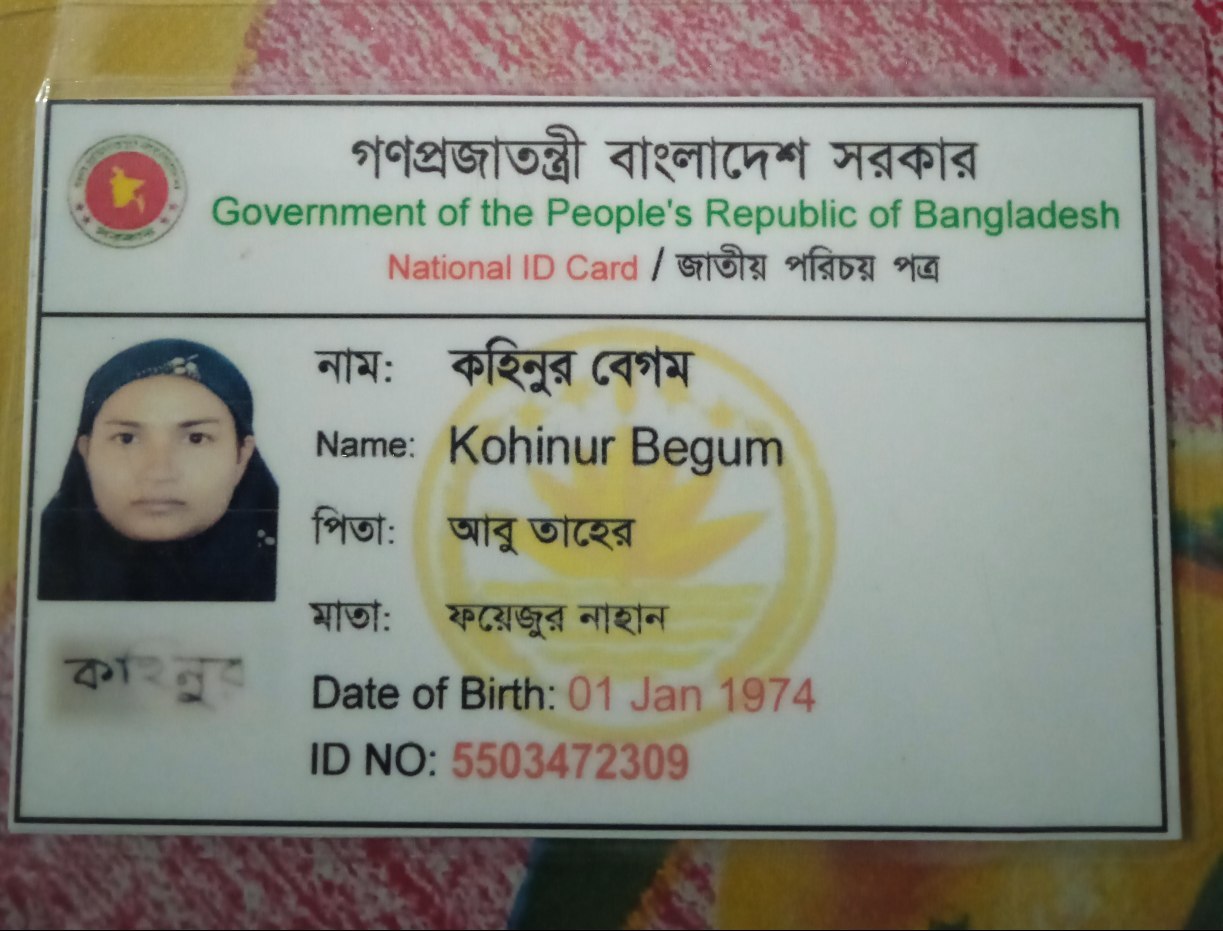 গণপ্রজাতন্ত্রী বাংলাদেশ সরকার
Government of the People's Republic of Bangladesh
National ID Card / জাতীয় পরিচয় পত্র
নাম: কহিনুর বেগম
Name: Kohinur Begum
পিতা: আবু তাহের
মাতা: ফয়েজুর নাহান
কহিনুর
Date of Birth: 01 Jan 1974
ID NO: 5503472309